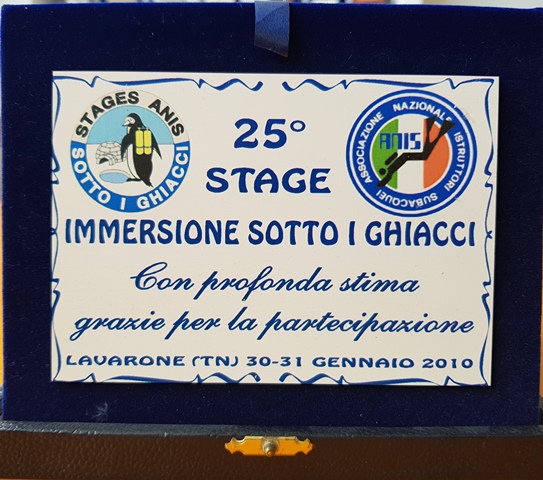 STAGES ANIS
SOTTO I GHIACCI
ASSOCIAZIONE NAZIONALE ISTRUTTORI SUBACQUEI
ANIS
25°
STAGE
IMMERSIONE SOTTO I GHIACCI
Con profonda stima
grazie per la partecipazione
LAVARONE (TN) 30-31 GENNAIO 2010